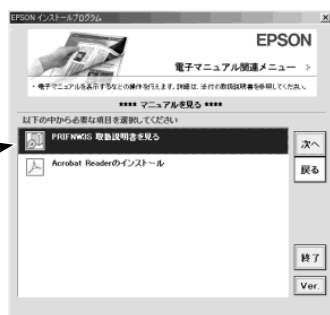 EPSON インストールプログラム
EPSON
電子マニュアル関連メニュー
・電子マニュアルを表示するなどの操作を行えます。詳細は、添付の取扱説明書を参照してください。
**** マニュアルを見る ****
以下の中から必要な項目を選択してください
PRIFNW3S 取扱説明書を見る
Acrobat Readerのインストール
次へ
戻る
終了
Ver.